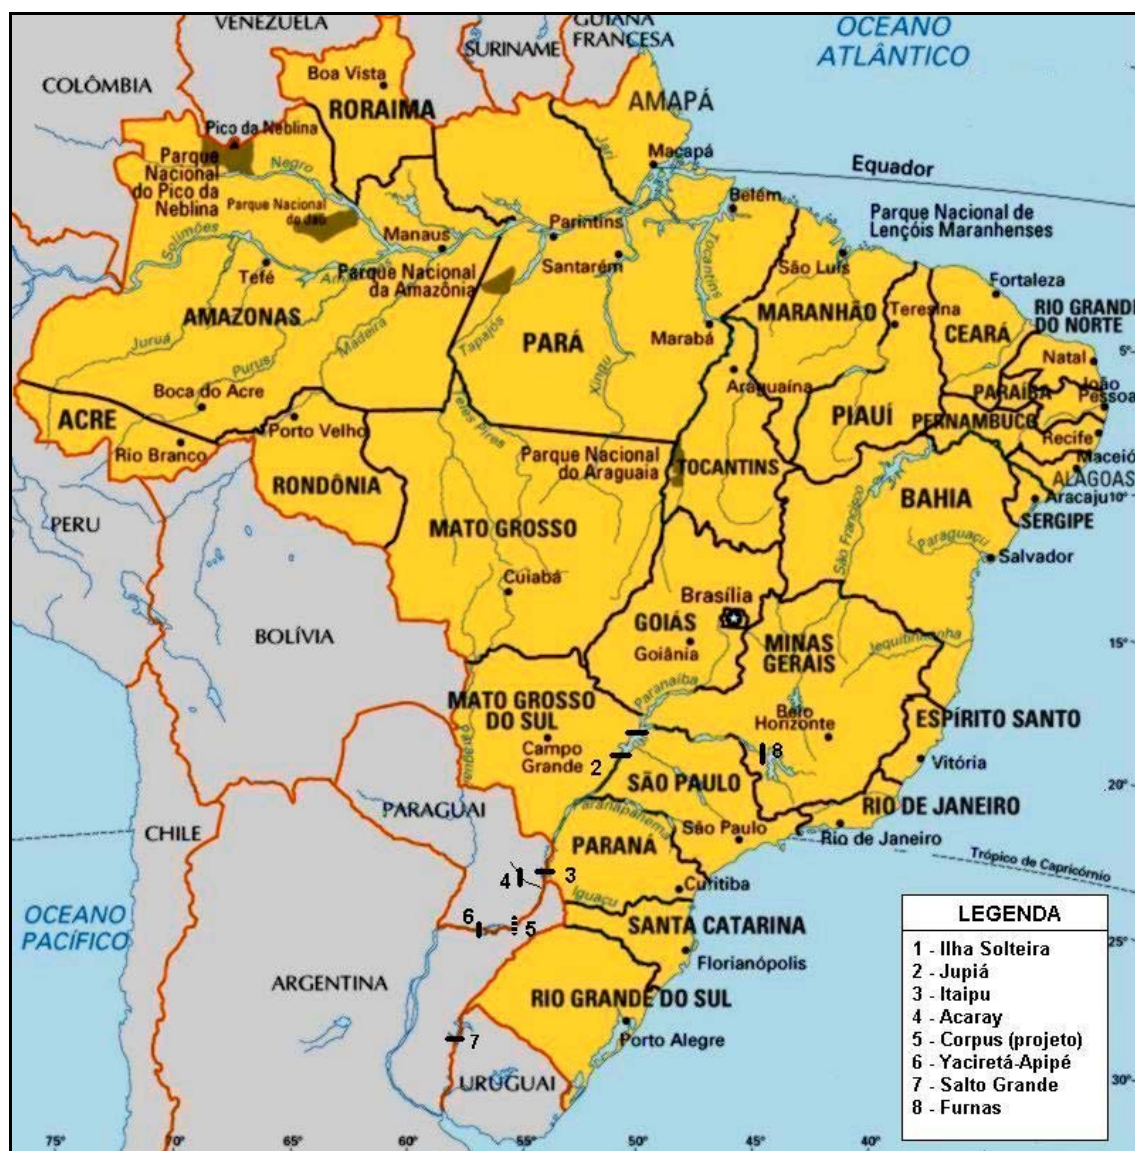 VENEZUELA
GUIANA
FRANCESA
SURINAME
OCEANO
ATLÂNTICO
COLÔMBIA
Boa Vista
RORAIMA
AMAPÁ
Pico da Neblina
Parque
Nacional
do Pico da
Neblina
Negro
Jari
Macapá
Equador
Parque Nacional
do Jaú
Belém
Parque Nacional de
Lençóis Maranhenses
Solimões
Manaus
Parintins
Tocantins
Tefé
Parque Nacional
da Amazônia
Santarém
São Luís
Fortaleza
AMAZONAS
MARANHÃO
Teresina
RIO GRANDE
DO NORTE
CEARÁ
Juruá
Madeira
Tapajós
PARÁ
Marabá
Natal
5°
Purus
Xingu
Boca do Acre
Araguaína
PARAÍBA
João
Pessoa
ACRE
Porto Velho
Teles Pires
PIAUÍ
PERNAMBUCO
Recife
Rio Branco
Parque Nacional
do Araguaia
TOCANTINS
Maceió
ALAGOAS
RONDÔNIA
BAHIA
Aracaju
10°
SERGIPE
PERU
MATO GROSSO
São Francisco
Paraguaçu
Salvador
Cuiabá
Brasília
BOLÍVIA
GOIÁS
Goiânia
MINAS
GERAIS
Jequitinhonha
15°
Paranaíba
MATO GROSSO
DO SUL
Belo
Horizonte
ESPÍRITO SANTO
Paraguai
Campo
Grande
2
8
Vitória
SÃO PAULO
20°
PARAGUAI
Paranapanema
RIO DE JANEIRO
CHILE
São Paulo
Rio de Janeiro
PARANÁ
Trópico de Capricórnio
4
3
Iguaçu
Curitiba
OCEANO
PACÍFICO
6
5
SANTA CATARINA
25°
Florianópolis
ARGENTINA
RIO GRANDE DO SUL
7
Porto Alegre
URUGUAI
30°
75°
70°
65°
60°
55°
50°
45°
40°
LEGENDA
1 - Ilha Solteira
2 - Jupiá
3 - Itaipu
4 - Acaray
5 - Corpus (projeto)
6 - Yaciretá-Apipé
7 - Salto Grande
8 - Furnas